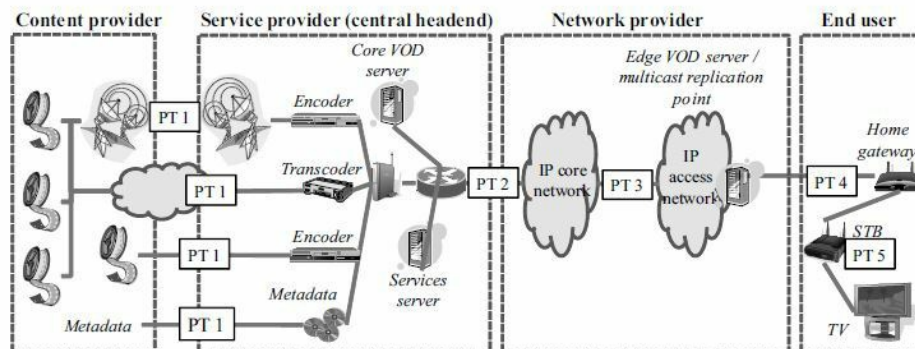 Content provider
Service provider (central headend)
Network provider
End user
Core VOD
server
Edge VOD server /
multicast replication
point
Encoder
PT 1
Home
gateway
Transcoder
PT 1
PT 2
IP core
network
PT 3
IP
access
network
PT 4
Encoder
PT 1
STB
PT 5
Services
server
Metadata
Metadata
PT 1
TV